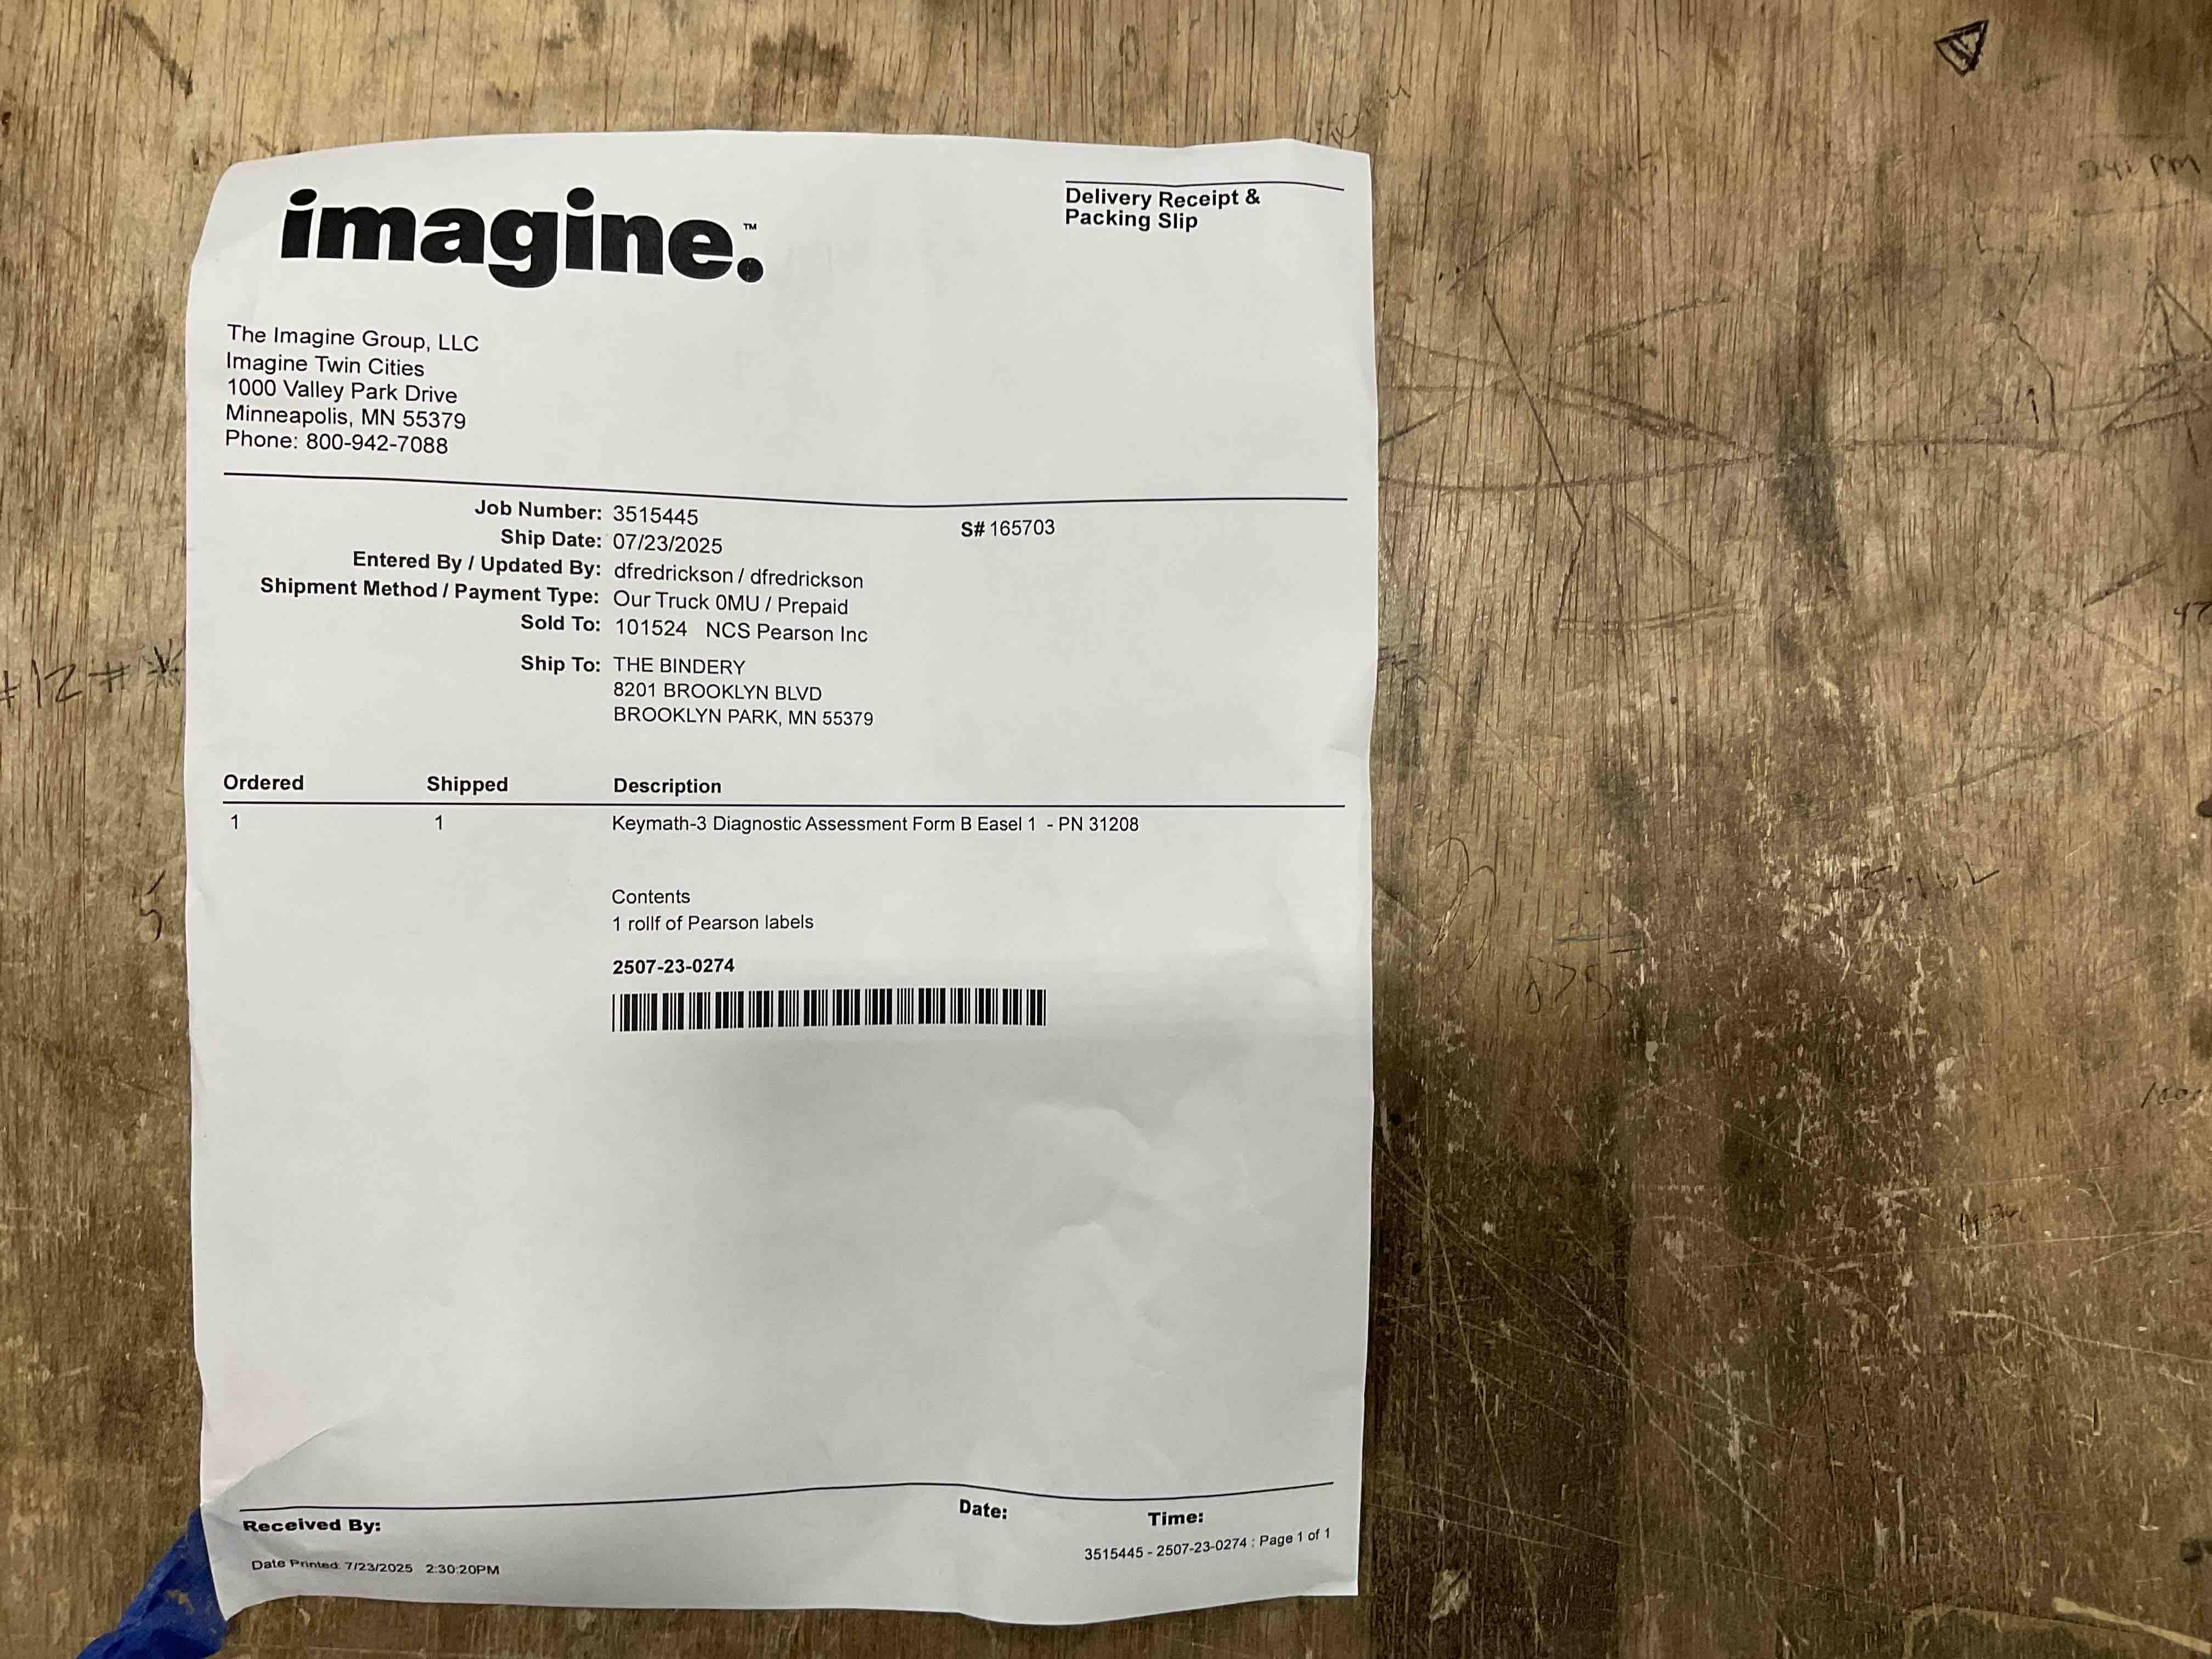 imagine.™
Delivery Receipt &
Packing Slip
The Imagine Group, LLC
Imagine Twin Cities
1000 Valley Park Drive
Minneapolis, MN 55379
Phone: 800-942-7088
Job Number: 3515445
S# 165703
Ship Date: 07/23/2025
Entered By / Updated By: dfredrickson / dfredrickson
Shipment Method / Payment Type: Our Truck 0MU / Prepaid
Sold To: 101524 NCS Pearson Inc
Ship To: THE BINDERY
8201 BROOKLYN BLVD
BROOKLYN PARK, MN 55379
Ordered Shipped Description
1 1 Keymath-3 Diagnostic Assessment Form B Easel 1 - PN 31208
Contents
1 rollf of Pearson labels
2507-23-0274
Received By: Date: Time:
Date Printed: 7/23/2025 2:30:20PM
3515445 - 2507-23-0274 : Page 1 of 1
#12#*